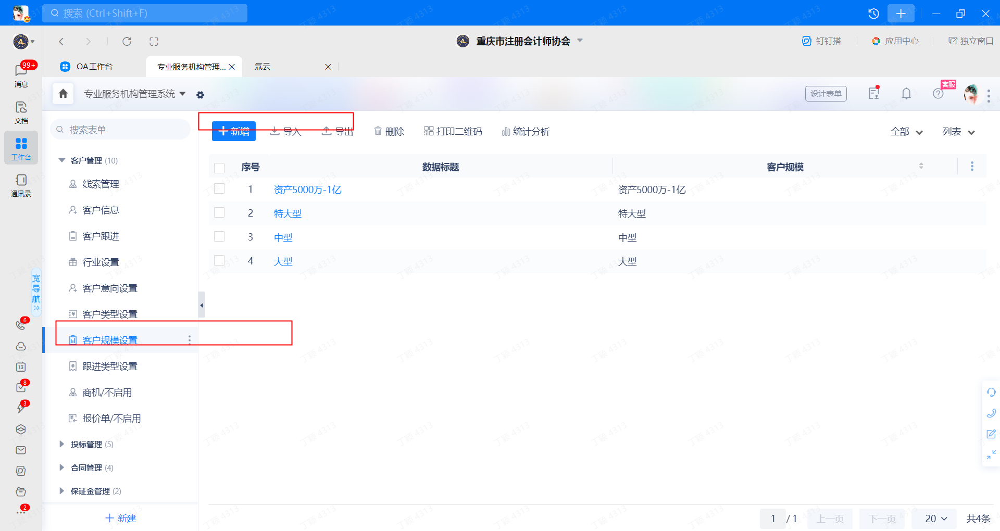 搜索 (Ctrl+Shift+F)
重庆市注册会计师协会
钉钉搭
应用中心
独立窗口
OA工作台
专业服务机构管理...
氚云
99+
消息
文档
工作台
通讯录
宽导航
6
13
8
3
2
专业服务机构管理系统
设计表单
客服
搜索表单
客户管理 (10)
线索管理
客户信息
客户跟进
行业设置
客户意向设置
客户类型设置
客户规模设置
跟进类型设置
商机/不启用
报价单/不启用
投标管理 (5)
合同管理 (4)
保证金管理 (2)
新建
新增
导入
导出
删除
打印二维码
统计分析
全部
列表
序号 数据标题 客户规模
1 资产5000万-1亿 资产5000万-1亿
2 特大型 特大型
3 中型 中型
4 大型 大型
1 / 1 上一页 下一页 20 共4条
丁颖 4313